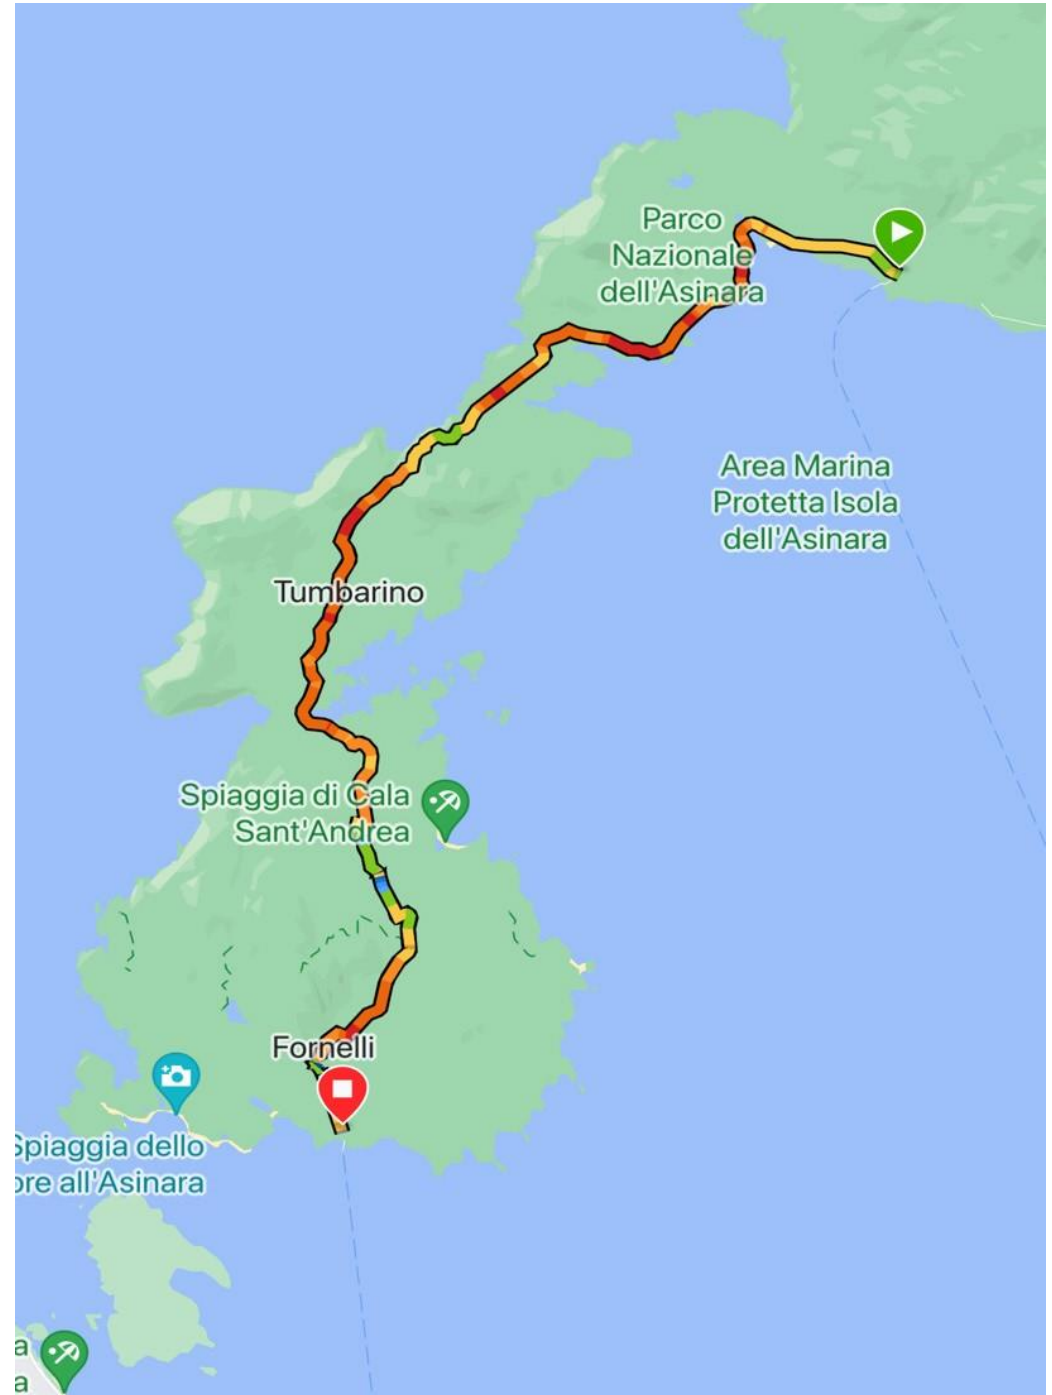 Parco
Nazionale
dell'Asinara
Area Marina
Protetta Isola
dell'Asinara
Tumbarino
Spiaggia di Cala
Sant'Andrea
Fornelli
Spiaggia dello
ore all'Asinara
a
a